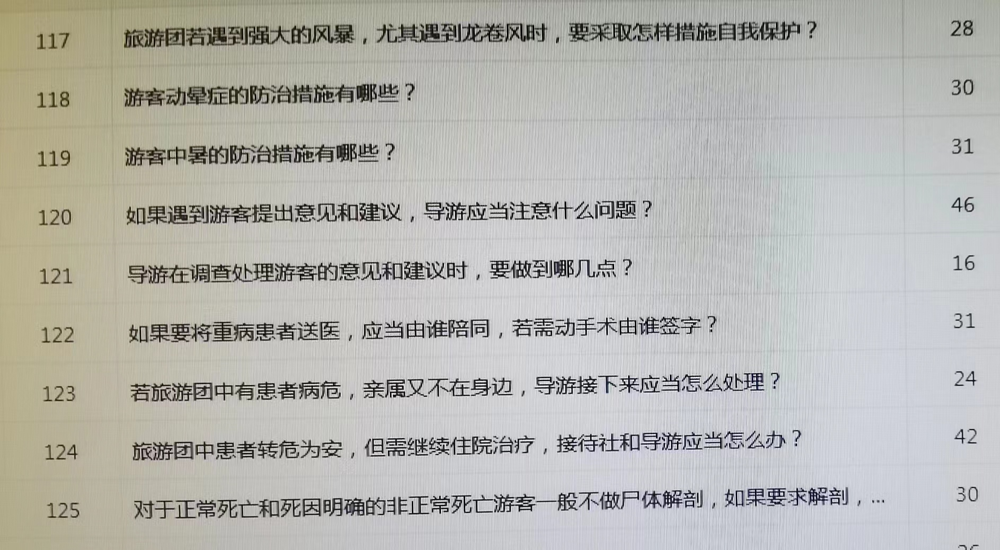 117 旅游团若遇到强大的风暴，尤其遇到龙卷风时，要采取怎样措施自我保护？ 28
118 游客动晕症的防治措施有哪些？ 30
119 游客中暑的防治措施有哪些？ 31
120 如果遇到游客提出意见和建议，导游应当注意什么问题？ 46
121 导游在调查处理游客的意见和建议时，要做到哪几点？ 16
122 如果要将重病患者送医，应当由谁陪同，若需动手术由谁签字？ 31
123 若旅游团中有患者病危，亲属又不在身边，导游接下来应当怎么处理？ 24
124 旅游团中患者转危为安，但需继续住院治疗，接待社和导游应当怎么办？ 42
125 对于正常死亡和死因明确的非正常死亡游客一般不做尸体解剖，如果要求解剖，... 30